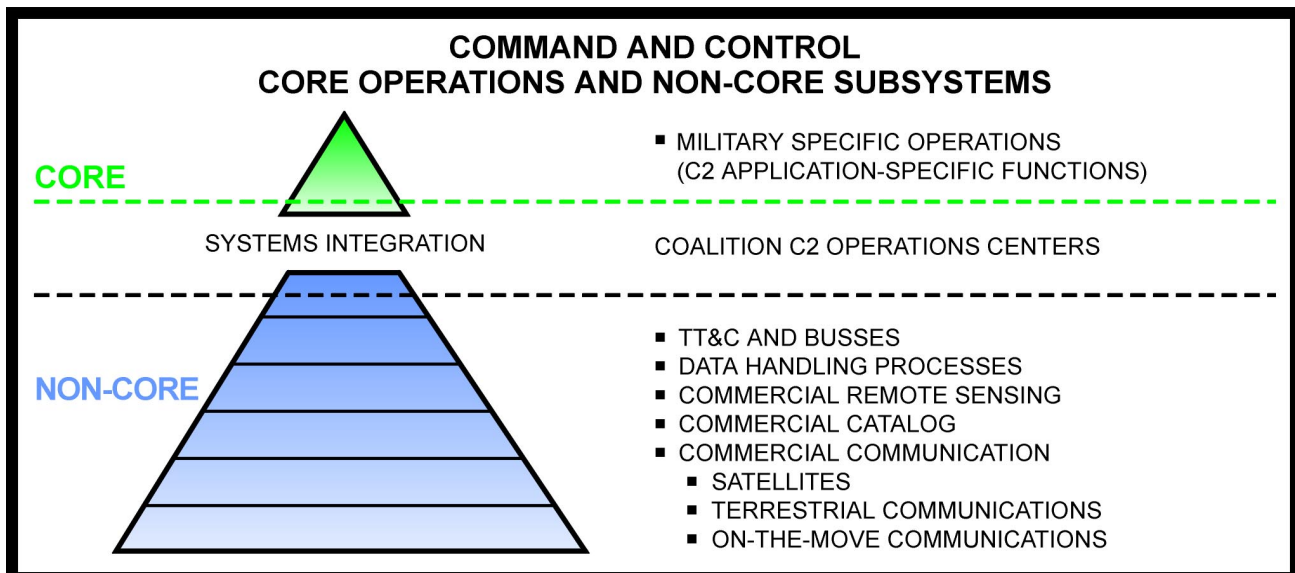 COMMAND AND CONTROL
CORE OPERATIONS AND NON-CORE SUBSYSTEMS
CORE
▪ MILITARY SPECIFIC OPERATIONS
(C2 APPLICATION-SPECIFIC FUNCTIONS)
SYSTEMS INTEGRATION
COALITION C2 OPERATIONS CENTERS
NON-CORE
▪ TT&C AND BUSSES
▪ DATA HANDLING PROCESSES
▪ COMMERCIAL REMOTE SENSING
▪ COMMERCIAL CATALOG
▪ COMMERCIAL COMMUNICATION
▪ SATELLITES
▪ TERRESTRIAL COMMUNICATIONS
▪ ON-THE-MOVE COMMUNICATIONS